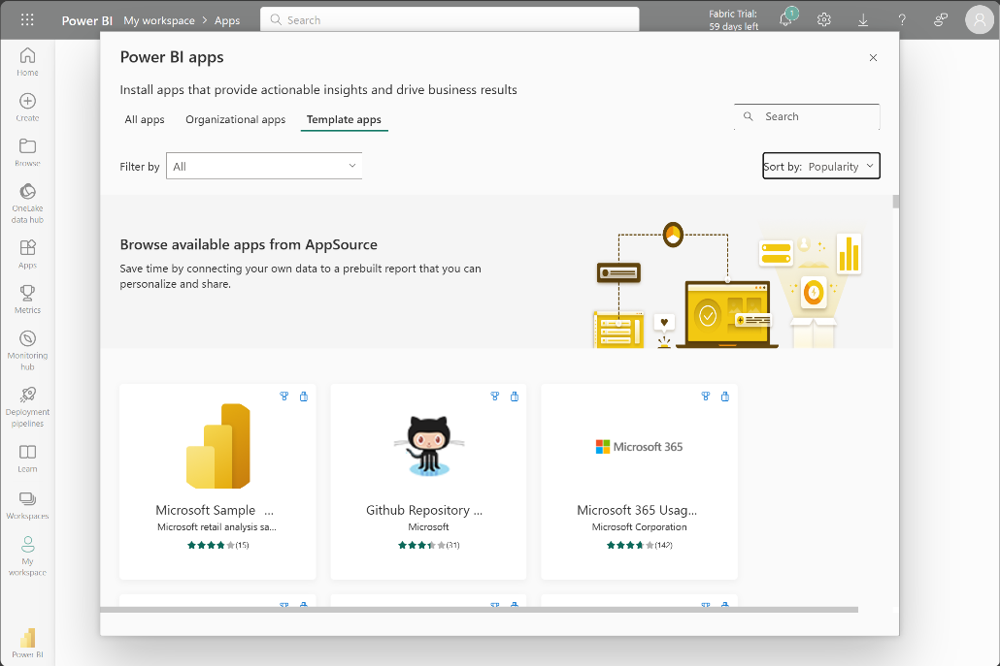 Power BI My workspace > Apps
Search
Fabric Trial:
59 days left
1
Home
Create
Browse
OneLake
data hub
Apps
Metrics
Monitoring
hub
Deployment
pipelines
Learn
Workspaces
My
workspace
Power BI
Power BI apps
Install apps that provide actionable insights and drive business results
All apps Organizational apps Template apps
Search
Filter by All
Sort by: Popularity
Browse available apps from AppSource
Save time by connecting your own data to a prebuilt report that you can
personalize and share.
Microsoft Sample ...
Microsoft retail analysis sa...
(15)
Github Repository ...
Microsoft
(31)
Microsoft 365
Microsoft 365 Usag...
Microsoft Corporation
(142)